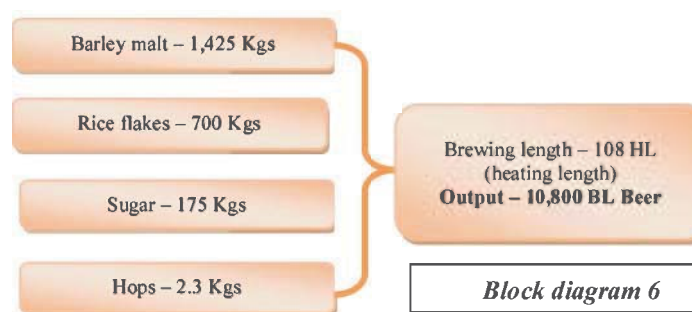 Barley malt – 1,425 Kgs
Rice flakes – 700 Kgs
Sugar – 175 Kgs
Hops – 2.3 Kgs
Brewing length – 108 HL
(heating length)
Output – 10,800 BL Beer
Block diagram 6